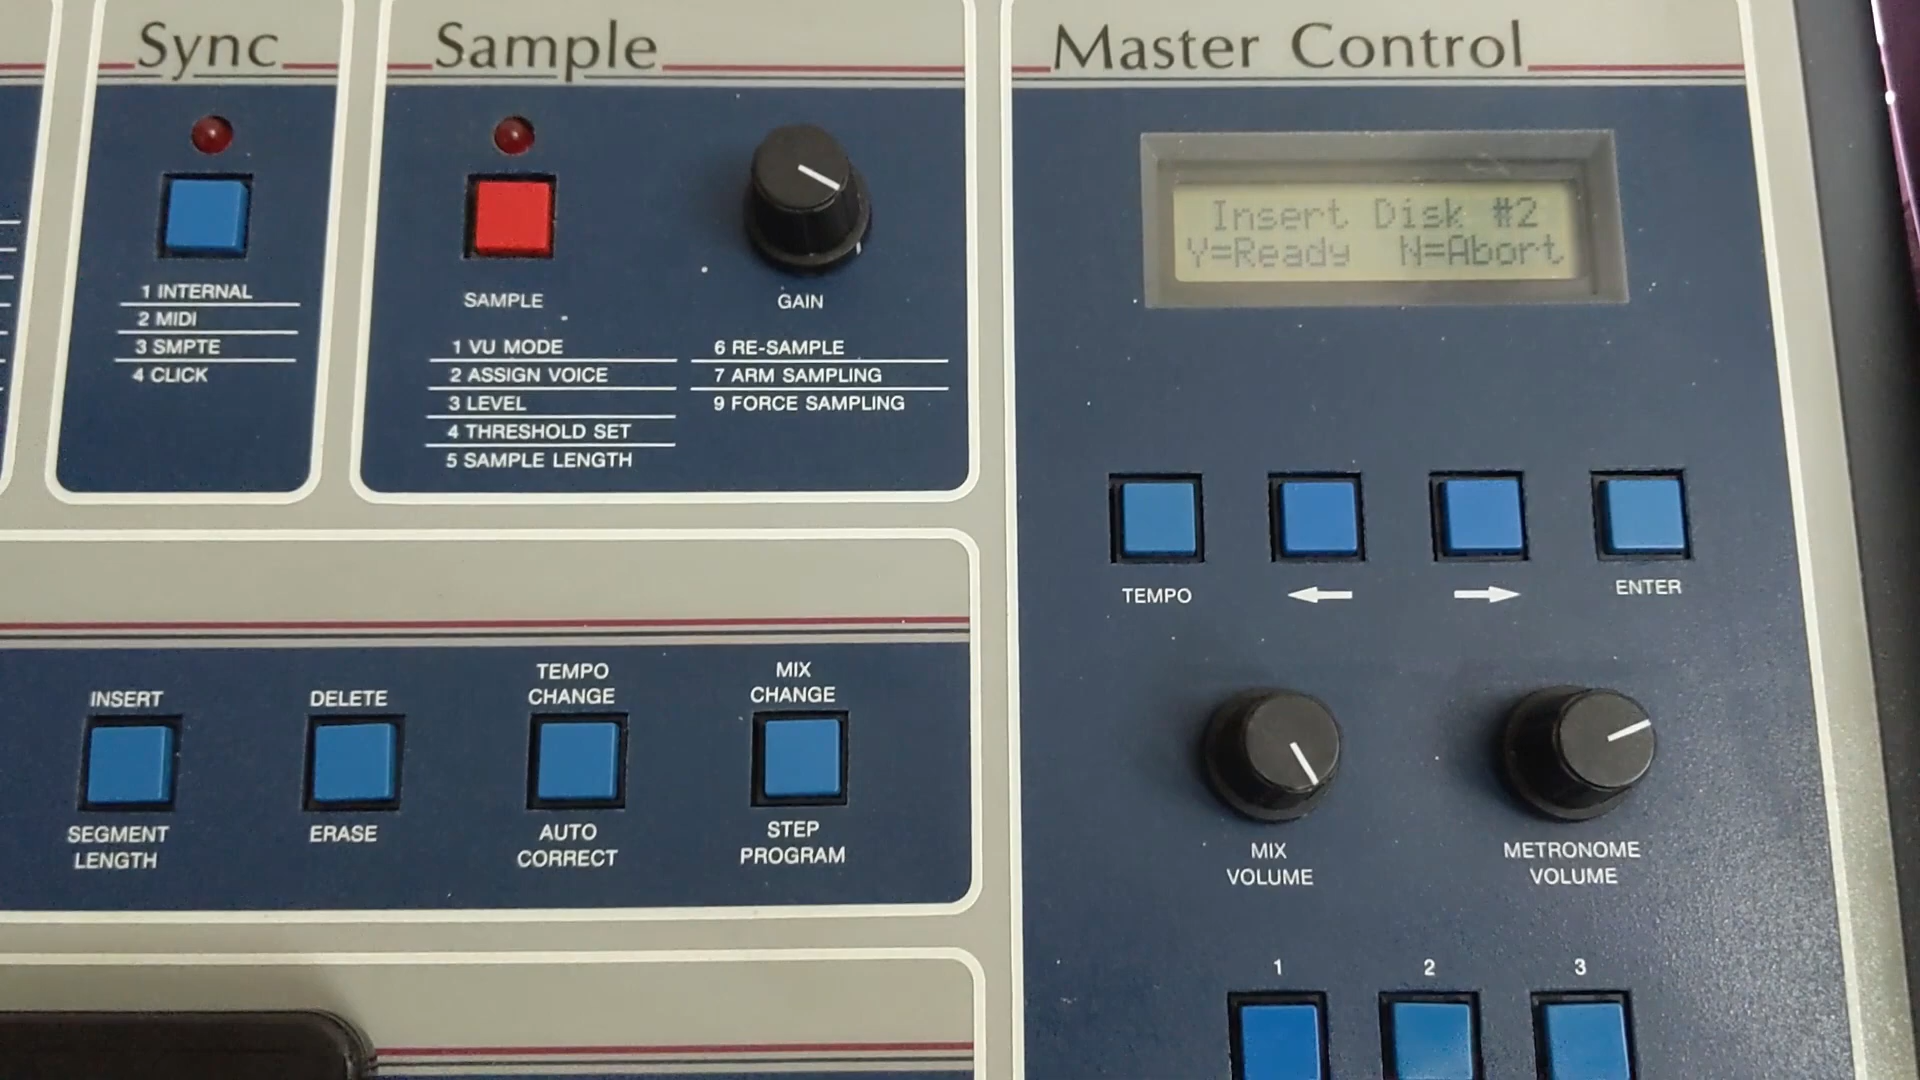 Sync
1 INTERNAL
2 MIDI
3 SMPTE
4 CLICK
Sample
SAMPLE
GAIN
1 VU MODE
2 ASSIGN VOICE
3 LEVEL
4 THRESHOLD SET
5 SAMPLE LENGTH
6 RE-SAMPLE
7 ARM SAMPLING
9 FORCE SAMPLING
Master Control
Insert Disk #2
Y=Ready N=Abort
TEMPO
ENTER
INSERT
DELETE
TEMPO
CHANGE
MIX
CHANGE
SEGMENT
LENGTH
ERASE
AUTO
CORRECT
STEP
PROGRAM
MIX
VOLUME
METRONOME
VOLUME
1
2
3